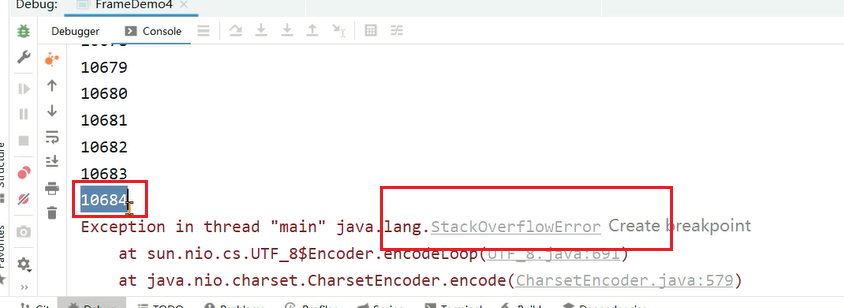 Debug: FrameDemo4
Debugger Console
10679
10680
10681
10682
10683
10684
Exception in thread "main" java.lang.StackOverflowError Create breakpoint
at sun.nio.cs.UTF_8$Encoder.encodeLoop(UTF_8.java:691)
at java.nio.charset.CharsetEncoder.encode(CharsetEncoder.java:579)
Structure
Favorites